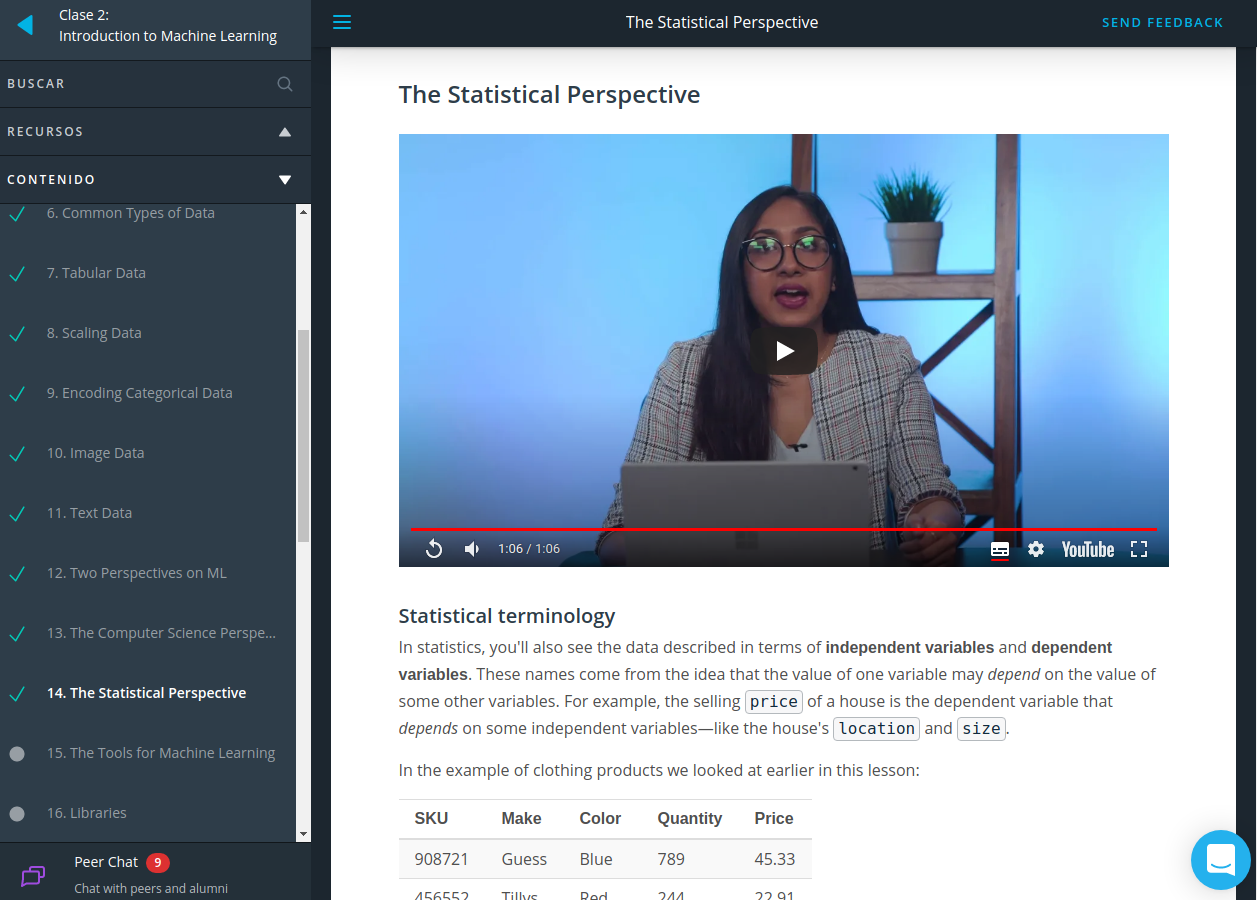 Clase 2:
Introduction to Machine Learning
The Statistical Perspective
SEND FEEDBACK
BUSCAR
RECURSOS
CONTENIDO
6. Common Types of Data
7. Tabular Data
8. Scaling Data
9. Encoding Categorical Data
10. Image Data
11. Text Data
12. Two Perspectives on ML
13. The Computer Science Perspe...
14. The Statistical Perspective
15. The Tools for Machine Learning
16. Libraries
Peer Chat 9
Chat with peers and alumni
The Statistical Perspective
1:06 / 1:06
YouTube
Statistical terminology
In statistics, you'll also see the data described in terms of independent variables and dependent
variables. These names come from the idea that the value of one variable may depend on the value of
some other variables. For example, the selling price of a house is the dependent variable that
depends on some independent variables—like the house's location and size.
In the example of clothing products we looked at earlier in this lesson:
SKU Make Color Quantity Price
908721 Guess Blue 789 45.33
456552 Tillys Red 244 22.91